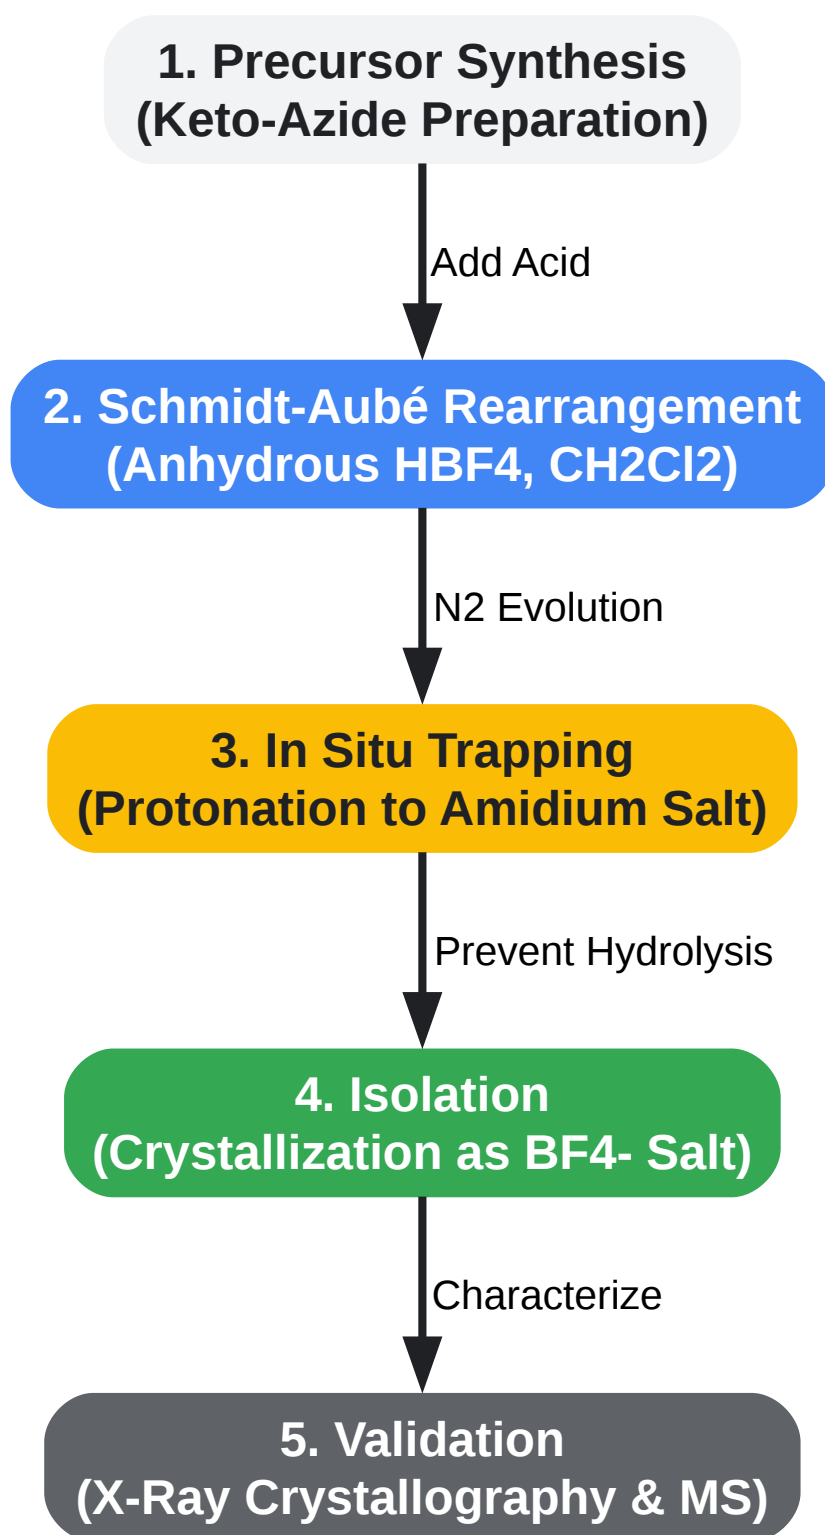 1. Precursor Synthesis
(Keto-Azide Preparation)
Add Acid
2. Schmidt-Aubé Rearrangement
(Anhydrous HBF4, CH2Cl2)
N2 Evolution
3. In Situ Trapping
(Protonation to Amidium Salt)
Prevent Hydrolysis
4. Isolation
(Crystallization as BF4- Salt)
Characterize
5. Validation
(X-Ray Crystallography & MS)